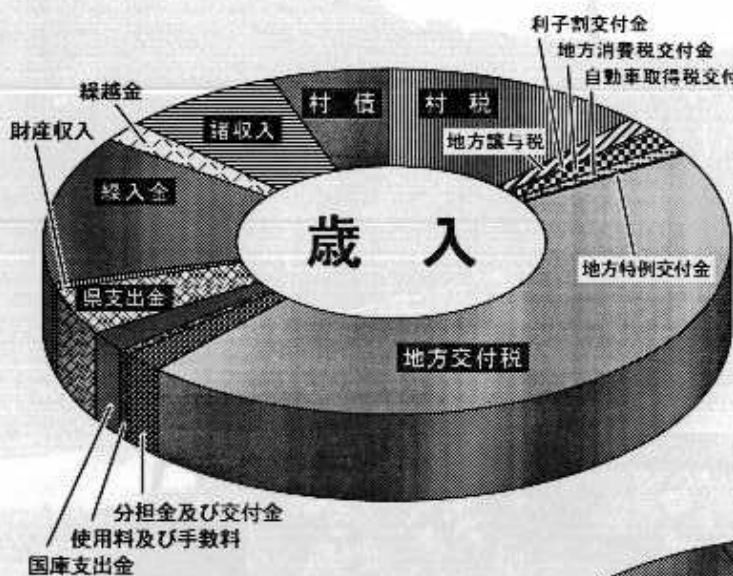 利子割交付金
地方消費税交付金
自動車取得税交付
繰越金
諸収入
村債
村税
財産収入
地方譲与税
繰入金
歳入
地方特例交付金
県支出金
地方交付税
分担金及び交付金
使用料及び手数料
国庫支出金